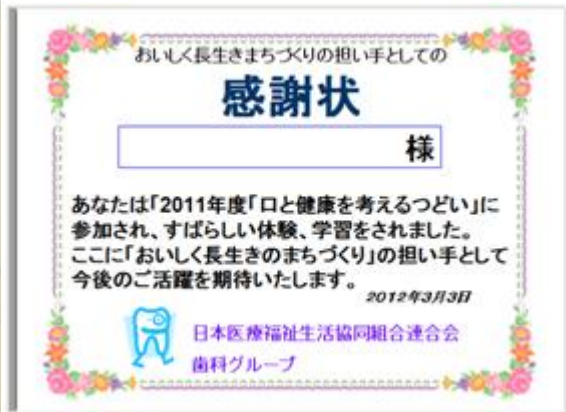 おいしく長生きまちづくりの担い手としての
感謝状
様
あなたは「2011年度「口と健康を考えるつどい」に
参加され、すばらしい体験、学習をされました。
ここに「おいしく長生きのまちづくり」の担い手として
今後のご活躍を期待いたします。
2012年3月3日
日本医療福祉生活協同組合連合会
歯科グループ